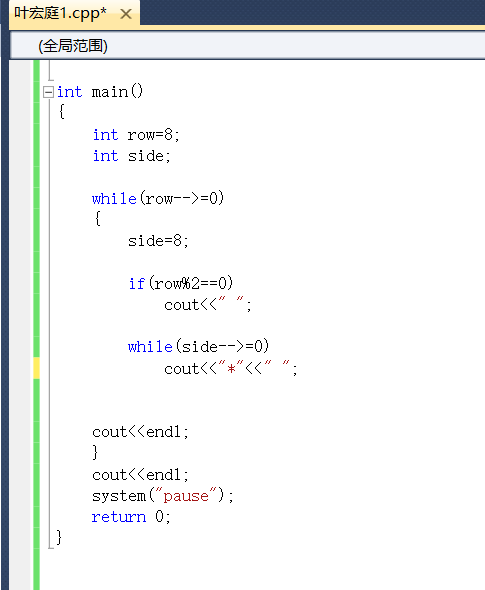 叶宏庭1.cpp*
(全局范围)
int main()
{
int row=8;
int side;
while(row-->=0)
{
side=8;
if(row%2==0)
cout<<" ";
while(side-->=0)
cout<<"*"<<" ";
cout<<endl;
}
cout<<endl;
system("pause");
return 0;
}